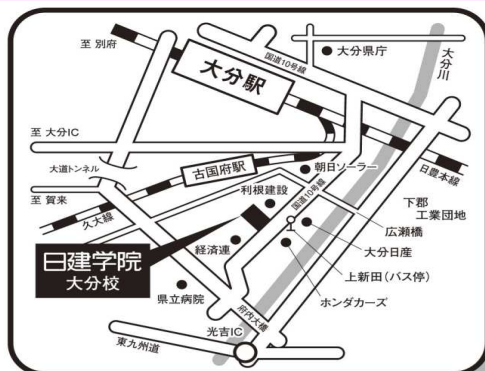 至 別府
国道10号線
大分県庁
大分川
大分駅
至 大分IC
朝日ソーラー
日豊本線
大道トンネル
古国府駅
至 賀来
利根建設
国道10号線
下郡
工業団地
久大線
広瀬橋
日建学院
大分校
経済連
大分日産
上新田(バス停)
県立病院
ホンダカーズ
府内大橋
光吉IC
東九州道